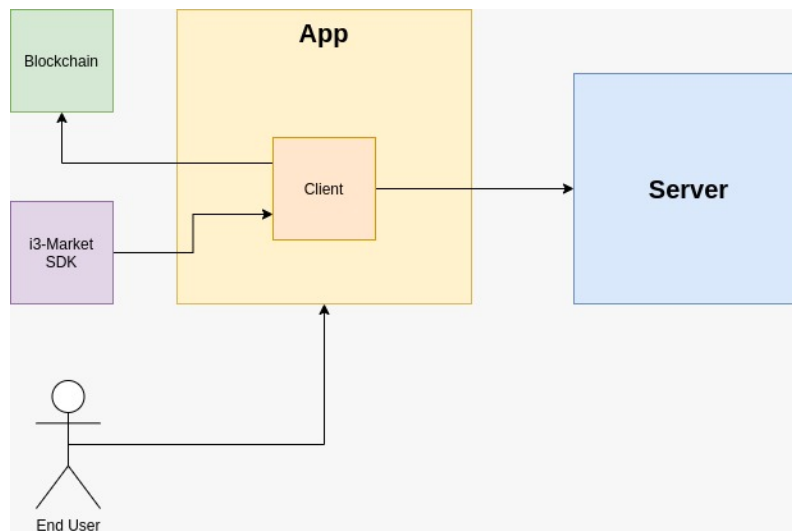 App
Blockchain
Client
Server
i3-Market
SDK
End User